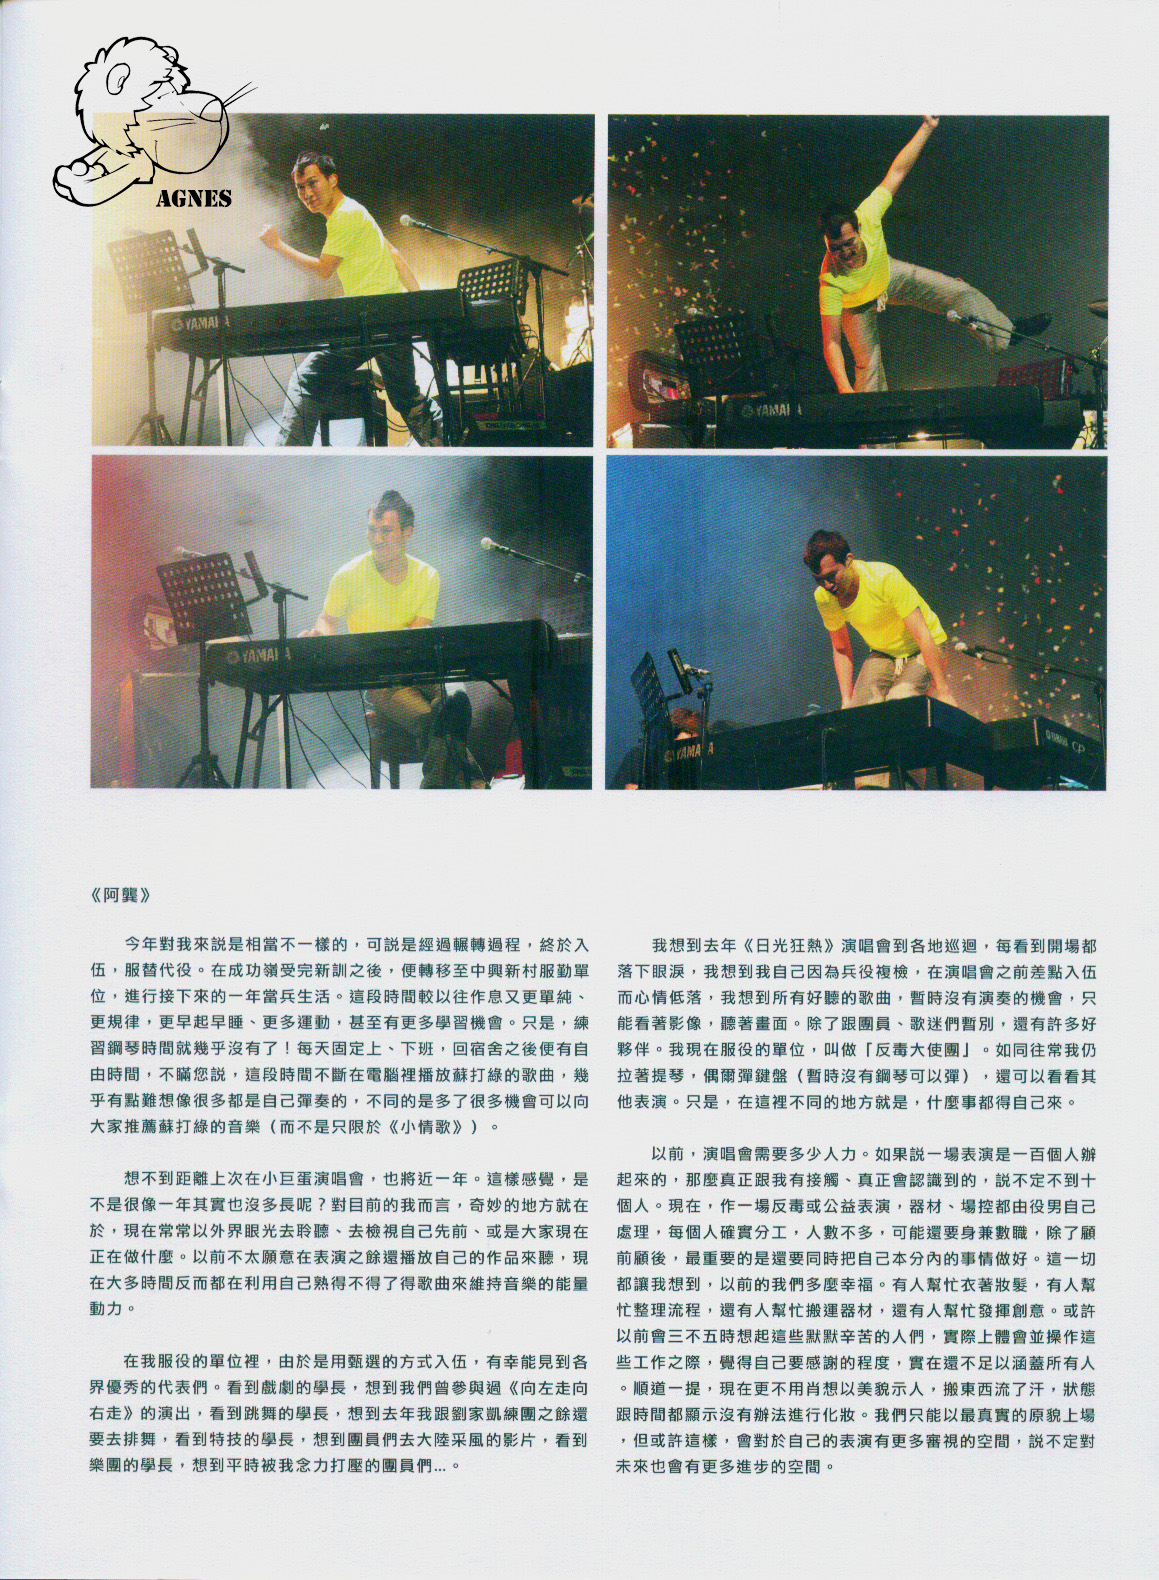 AGNES
YAMAHA
YAMAHA
YAMAHA
YAMAHA
YAMAHA CP
《阿龔》
今年對我來說是相當不一樣的，可說是經過輾轉過程，終於入
伍，服替代役。在成功嶺受完新訓之後，便轉移至中興新村服勤單
位，進行接下來的一年當兵生活。這段時間較以往作息又更單純、
更規律，更早起早睡、更多運動，甚至有更多學習機會。只是，練
習鋼琴時間就幾乎沒有了！每天固定上、下班，回宿舍之後便有自
由時間，不瞞您說，這段時間不斷在電腦裡播放蘇打綠的歌曲，幾
乎有點難想像很多都是自己彈奏的，不同的是多了很多機會可以向
大家推薦蘇打綠的音樂（而不是只限於《小情歌》）。
想不到距離上次在小巨蛋演唱會，也將近一年。這樣感覺，是
不是很像一年其實也沒多長呢？對目前的我而言，奇妙的地方就在
於，現在常常以外界眼光去聆聽、去檢視自己先前、或是大家現在
正在做什麼。以前不太願意在表演之餘還播放自己的作品來聽，現
在大多時間反而都在利用自己熟得不得了得歌曲來維持音樂的能量
動力。
在我服役的單位裡，由於是用甄選的方式入伍，有幸能見到各
界優秀的代表們。看到戲劇的學長，想到我們曾參與過《向左走向
右走》的演出，看到跳舞的學長，想到去年我跟劉家凱練團之餘還
要去排舞，看到特技的學長，想到團員們去大陸采風的影片，看到
樂團的學長，想到平時被我念力打壓的團員們...。
我想到去年《日光狂熱》演唱會到各地巡迴，每看到開場都
落下眼淚，我想到我自己因為兵役複檢，在演唱會之前差點入伍
而心情低落，我想到所有好聽的歌曲，暫時沒有演奏的機會，只
能看著影像，聽著畫面。除了跟團員、歌迷們暫別，還有許多好
夥伴。我現在服役的單位，叫做「反毒大使團」。如同往常我仍
拉著提琴，偶爾彈鍵盤（暫時沒有鋼琴可以彈），還可以看看其
他表演。只是，在這裡不同的地方就是，什麼事都得自己來。
以前，演唱會需要多少人力。如果說一場表演是一百個人辦
起來的，那麼真正跟我有接觸、真正會認識到的，說不定不到十
個人。現在，作一場反毒或公益表演，器材、場控都由役男自己
處理，每個人確實分工，人數不多，可能還要身兼數職，除了顧
前顧後，最重要的是還要同時把自己本分內的事情做好。這一切
都讓我想到，以前的我們多麼幸福。有人幫忙衣著妝髮，有人幫
忙整理流程，還有人幫忙搬運器材，還有人幫忙發揮創意。或許
以前會三不五時想起這些默默辛苦的人們，實際上體會並操作這
些工作之際，覺得自己要感謝的程度，實在還不足以涵蓋所有人
。順道一提，現在更不用肖想以美貌示人，搬東西流了汗，狀態
跟時間都顯示沒有辦法進行化妝。我們只能以最真實的原貌上場
，但或許這樣，會對於自己的表演有更多審視的空間，說不定對
未來也會有更多進步的空間。